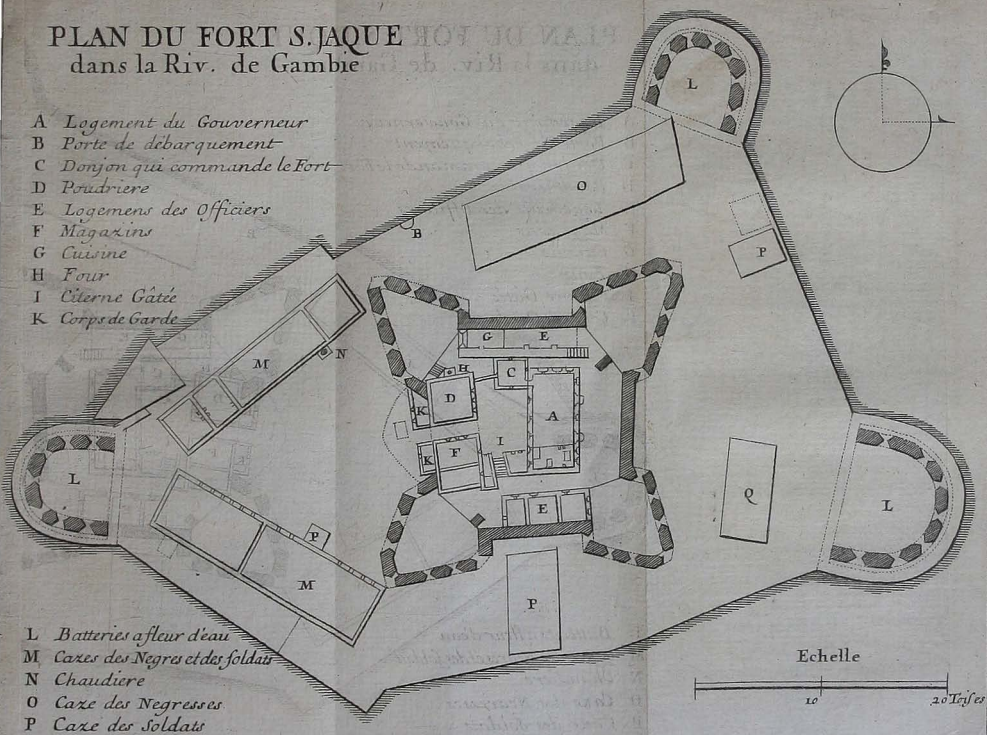 PLAN DU FORT S. JAQUE
dans la Riv. de Gambie
A Logement du Gouverneur
B Porte de débarquement
C Donjon qui commande le Fort
D Poudriere
E Logemens des Officiers
F Magazins
G Cuisine
H Four
I Citerne Gâtée
K Corps de Garde
L Batteries a fleur d'eau
M Cazes des Negres et des soldats
N Chaudiere
O Caze des Negresses
P Caze des Soldats
L
O
B
P
M
N
G
E
H
C
D
K
A
I
F
K
E
L
Q
L
P
M
P
Echelle
10
20 Toises